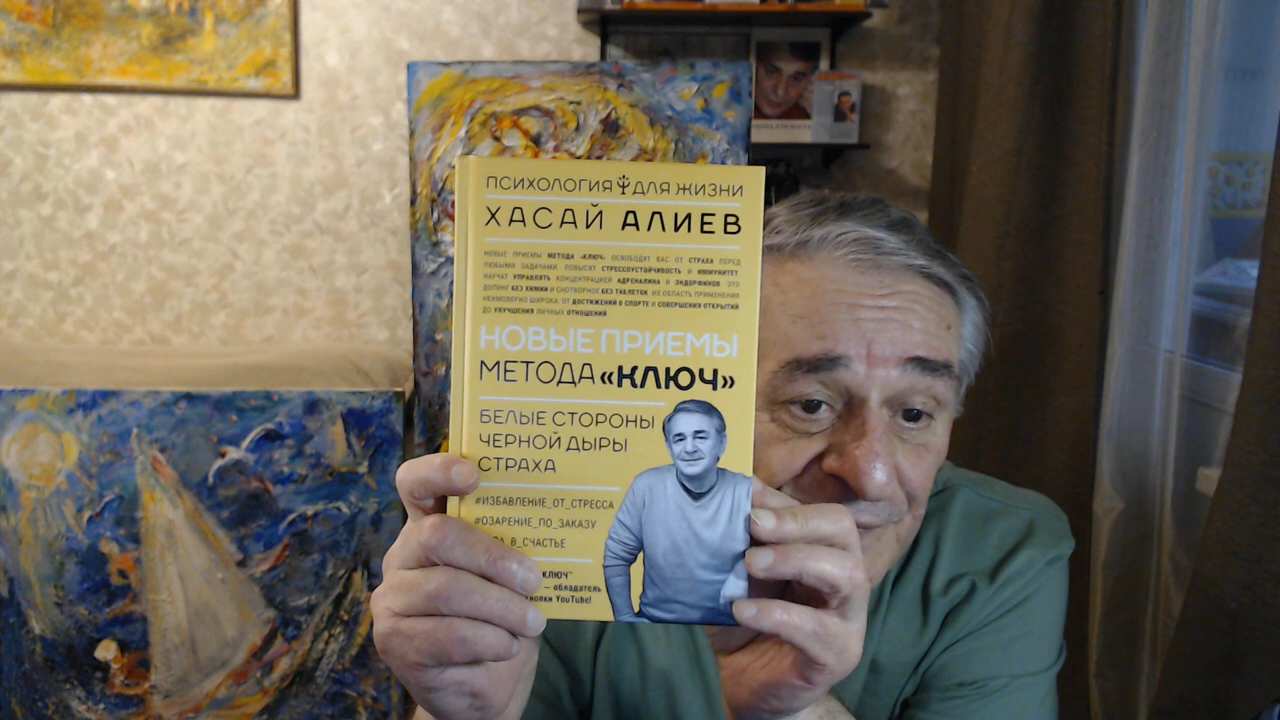 ПСИХОЛОГИЯ ДЛЯ ЖИЗНИ
ХАСАЙ АЛИЕВ
НОВЫЕ ПРИЕМЫ МЕТОДА «КЛЮЧ» ОСВОБОДЯТ ВАС ОТ СТРАХА ПЕРЕД
ЛЮБЫМИ ЗАДАЧАМИ, ПОВЫСЯТ СТРЕССОУСТОЙЧИВОСТЬ И ИММУНИТЕТ,
НАУЧАТ УПРАВЛЯТЬ КОНЦЕНТРАЦИЕЙ АДРЕНАЛИНА И ЭНДОРФИНОВ. ЭТО
ДОПИНГ БЕЗ ХИМИИ И СНОТВОРНОЕ БЕЗ ТАБЛЕТОК. ИХ ОБЛАСТЬ ПРИМЕНЕНИЯ
НЕИМОВЕРНО ШИРОКА: ОТ ДОСТИЖЕНИЙ В СПОРТЕ И СОВЕРШЕНИЯ ОТКРЫТИЙ
ДО УЛУЧШЕНИЯ ЛИЧНЫХ ОТНОШЕНИЙ
НОВЫЕ ПРИЕМЫ
МЕТОДА «КЛЮЧ»
БЕЛЫЕ СТОРОНЫ
ЧЕРНОЙ ДЫРЫ
СТРАХА
#ИЗБАВЛЕНИЕ_ОТ_СТРЕССА
#ОЗАРЕНИЕ_ПО_ЗАКАЗУ
В_СЧАСТЬЕ
КЛЮЧ"
— обладатель
YouTube!